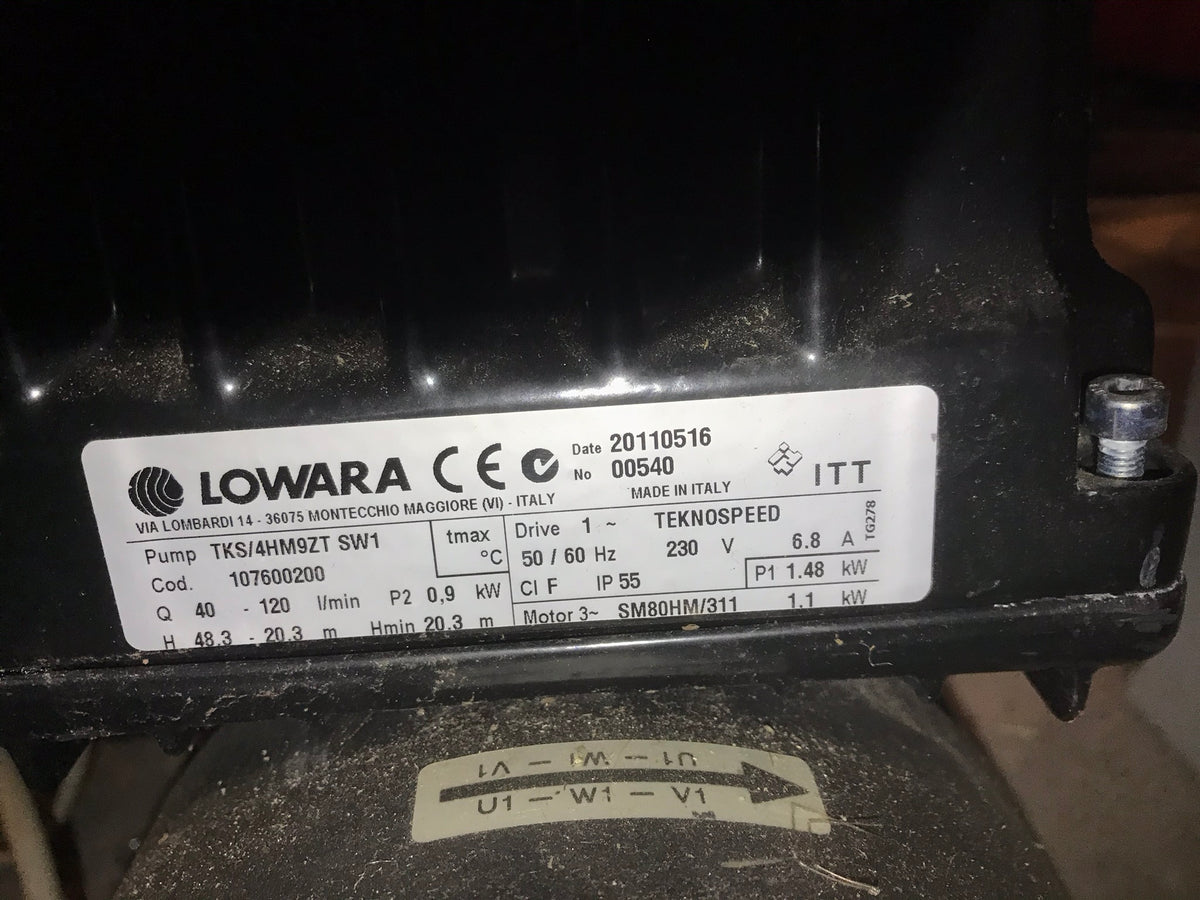 LOWARA CE Date 20110516
No 00540
VIA LOMBARDI 14 - 36075 MONTECCHIO MAGGIORE (VI) - ITALY MADE IN ITALY ITT
Pump TKS/4HM9ZT SW1 tmax °C
Cod. 107600200
Q 40 - 120 l/min P2 0,9 kW
H 48.3 - 20.3 m Hmin 20.3 m
Drive 1 ~ TEKNOSPEED
50 / 60 Hz 230 V 6.8 A
Cl F IP 55 P1 1.48 kW
Motor 3~ SM80HM/311 1.1 kW
TG278
U1 - W1 - V1
U1 - W1 - V1